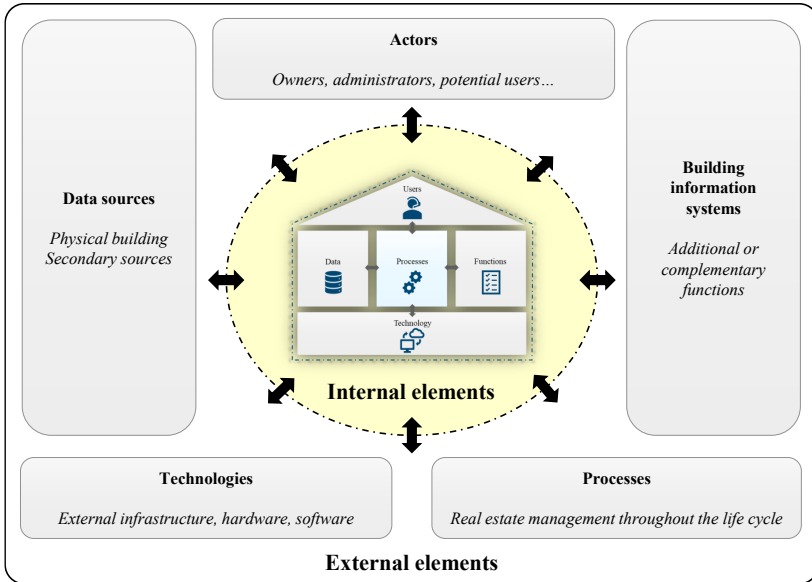 Actors
Owners, administrators, potential users…
Data sources
Physical building
Secondary sources
Building
information
systems
Additional or
complementary
functions
Users
Data
Processes
Functions
Technology
Internal elements
Technologies
External infrastructure, hardware, software
Processes
Real estate management throughout the life cycle
External elements